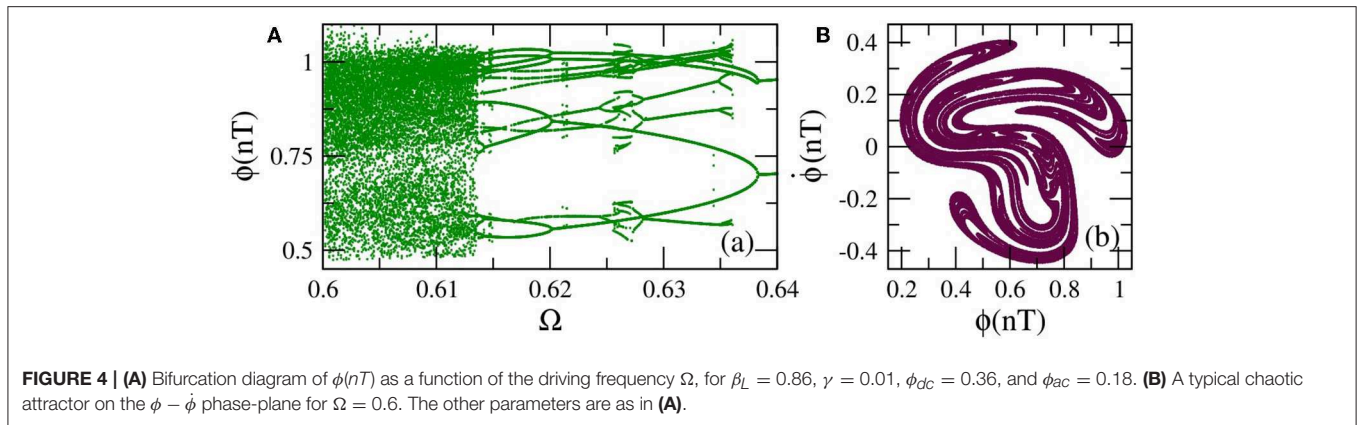 A
1
0.75
0.5
ϕ(nT)
(a)
0.6 0.61 0.62 0.63 0.64
Ω
B
0.4
0.2
0
-0.2
-0.4
ϕ̇(nT)
(b)
0.2 0.4 0.6 0.8 1
ϕ(nT)
FIGURE 4 | (A) Bifurcation diagram of ϕ(nT) as a function of the driving frequency Ω, for β_L = 0.86, γ = 0.01, ϕ_dc = 0.36, and ϕ_ac = 0.18. (B) A typical chaotic
attractor on the ϕ − ϕ̇ phase-plane for Ω = 0.6. The other parameters are as in (A).